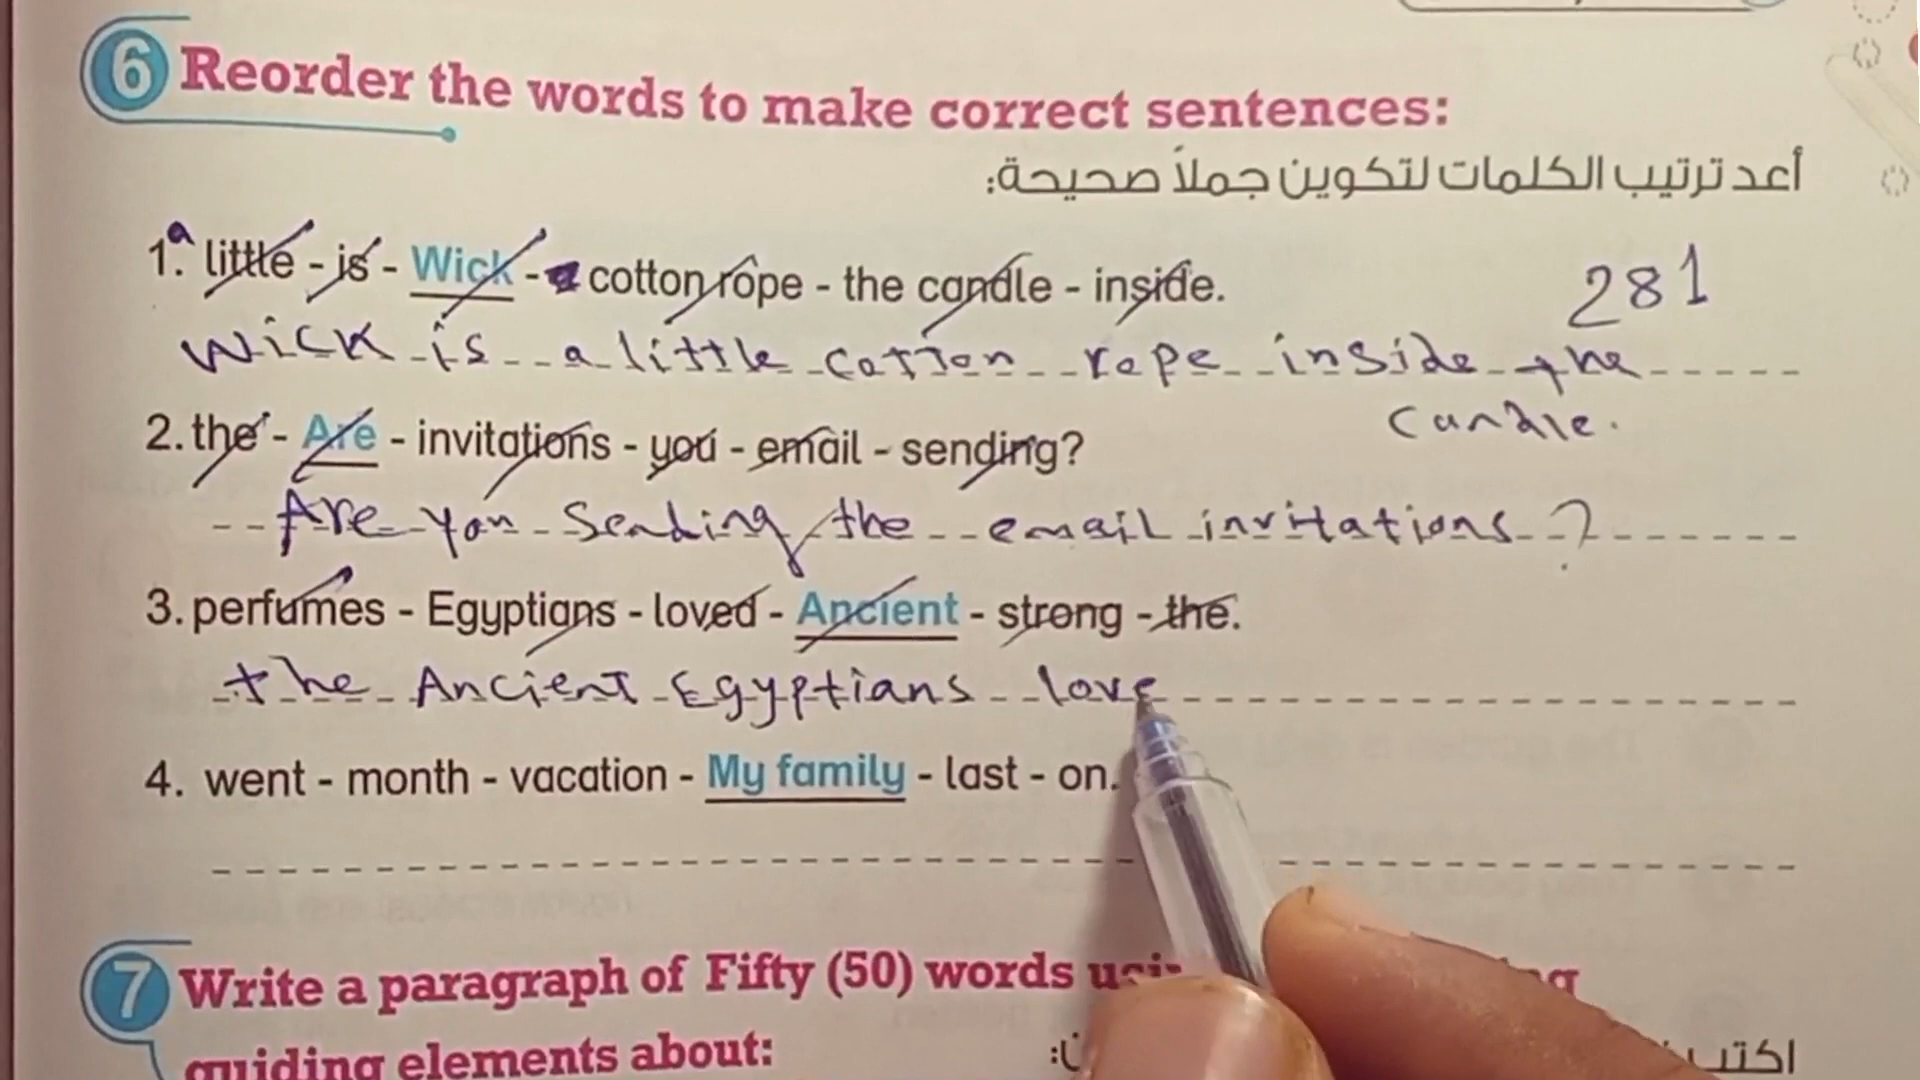 6 Reorder the words to make correct sentences:
أعد ترتيب الكلمات لتكوين جملاً صحيحة:
1. a little - is - Wick - cotton rope - the candle - inside.
281
Wick is a little cotton rope inside the
candle.
2. the - Are - invitations - you - email - sending?
Are you sending the email invitations?
3. perfumes - Egyptians - loved - Ancient - strong - the.
the Ancient Egyptians love
4. went - month - vacation - My family - last - on.
7 Write a paragraph of Fifty (50) words
guiding elements about:
اكتب